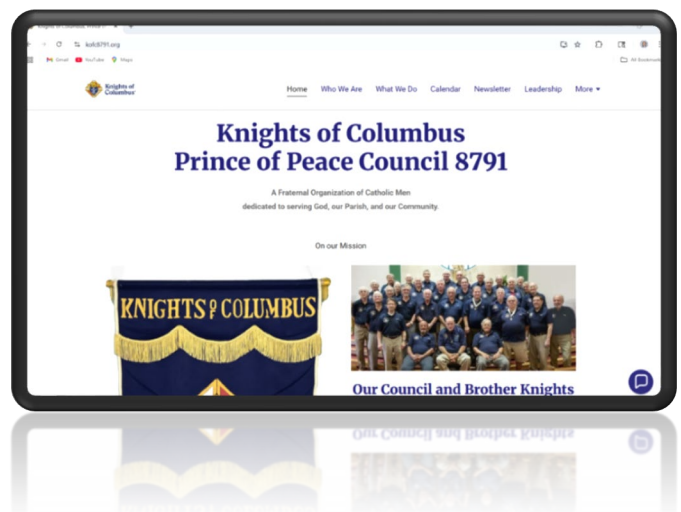 kofc8791.org
Gmail YouTube Maps
All Bookmarks
Knights of
Columbus
Home Who We Are What We Do Calendar Newsletter Leadership More
Knights of Columbus
Prince of Peace Council 8791
A Fraternal Organization of Catholic Men
dedicated to serving God, our Parish, and our Community.
On our Mission
KNIGHTS OF COLUMBUS
Our Council and Brother Knights